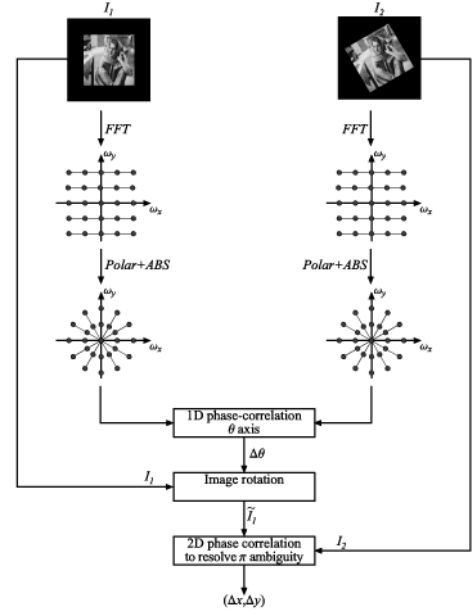 I₁ I₂
FFT FFT
ωy ωy
ωx ωx
Polar+ABS Polar+ABS
ωy ωy
ωx ωx
1D phase-correlation
θ axis
Δθ
I₁ Image rotation
Ĩ₁
2D phase correlation I₂
to resolve π ambiguity
(Δx,Δy)